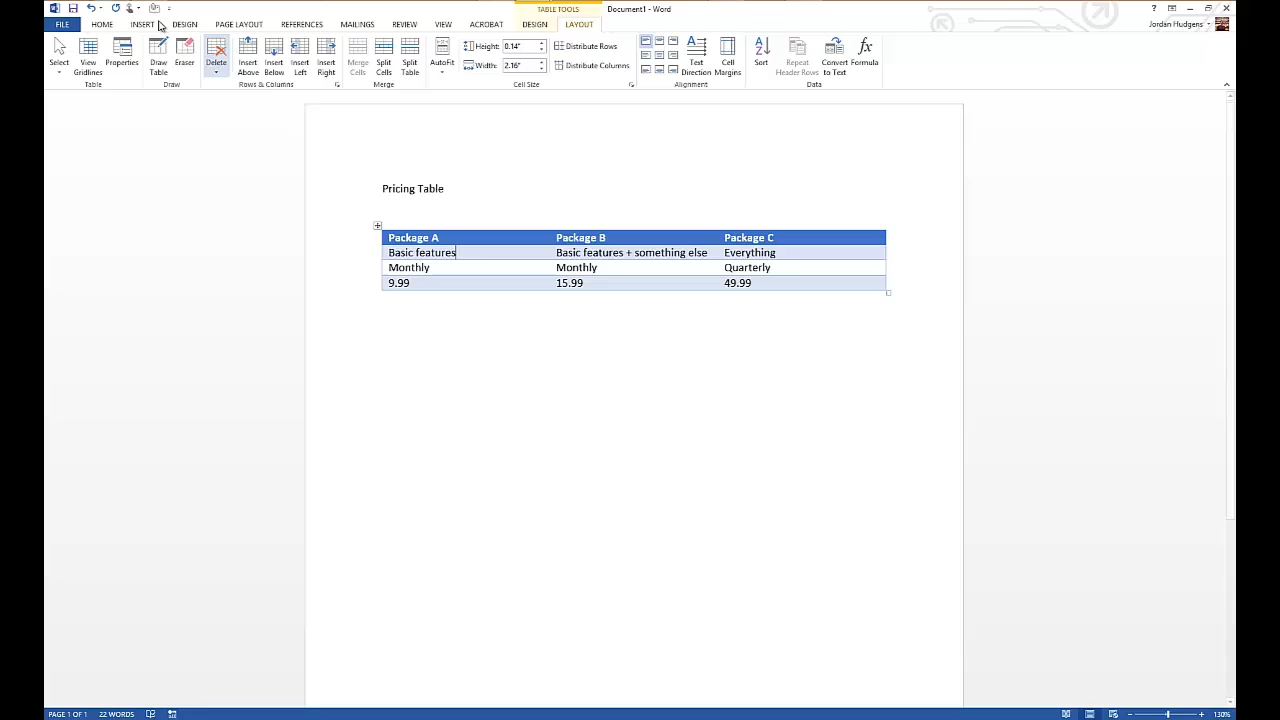 Document1 - Word
TABLE TOOLS
FILE HOME INSERT DESIGN PAGE LAYOUT REFERENCES MAILINGS REVIEW VIEW ACROBAT DESIGN LAYOUT
Jordan Hudgens
Select View Gridlines Properties Draw Table Eraser Delete Insert Above Insert Below Insert Left Insert Right Merge Cells Split Cells Split Table AutoFit Height: 0.14" Width: 2.16" Distribute Rows Distribute Columns Text Direction Cell Margins Sort Repeat Header Rows Convert to Text Formula
Table Draw Rows & Columns Merge Cell Size Alignment Data
Pricing Table
Package A Package B Package C
Basic features Basic features + something else Everything
Monthly Monthly Quarterly
9.99 15.99 49.99
PAGE 1 OF 1 22 WORDS 130%